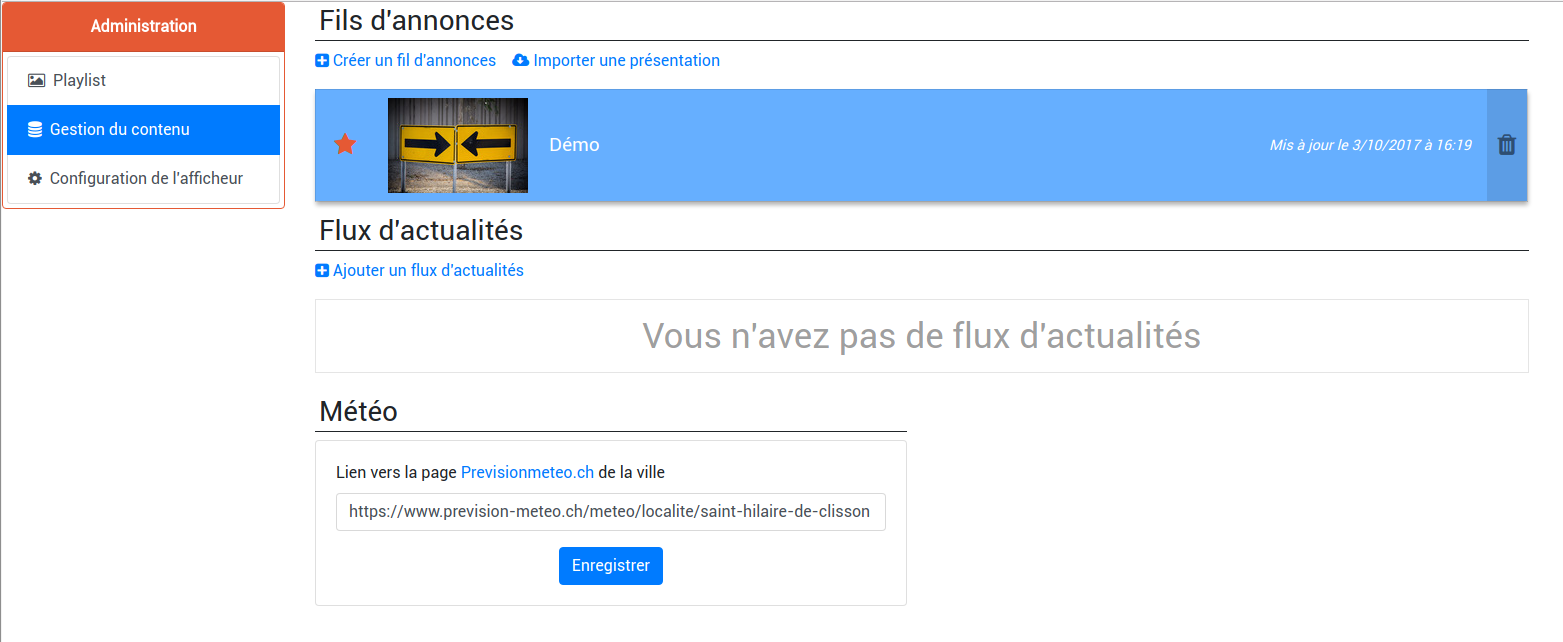 Administration
Playlist
Gestion du contenu
Configuration de l'afficheur
Fils d'annonces
Créer un fil d'annonces Importer une présentation
Démo Mis à jour le 3/10/2017 à 16:19
Flux d'actualités
Ajouter un flux d'actualités
Vous n'avez pas de flux d'actualités
Météo
Lien vers la page Previsionmeteo.ch de la ville
https://www.prevision-meteo.ch/meteo/localite/saint-hilaire-de-clisson
Enregistrer